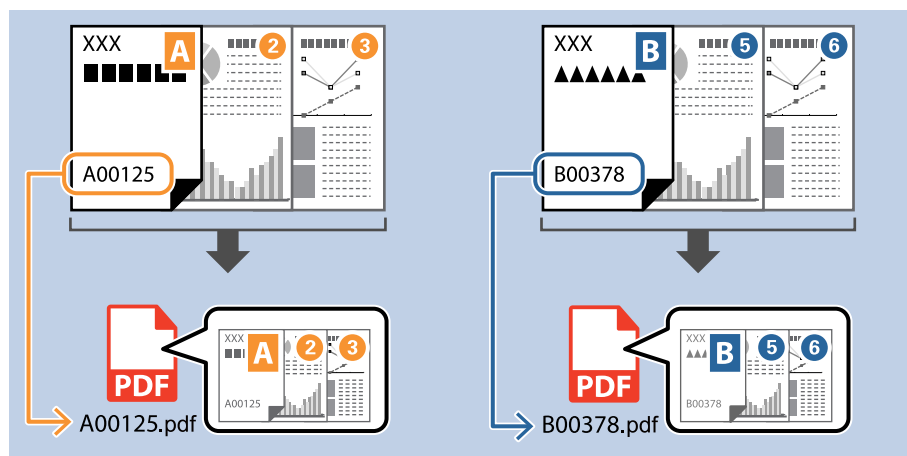 XXX A 2 3
A00125
XXX B 5 6
B00378
PDF
XXX A 2 3
A00125
A00125.pdf
PDF
XXX B 5 6
B00378
B00378.pdf